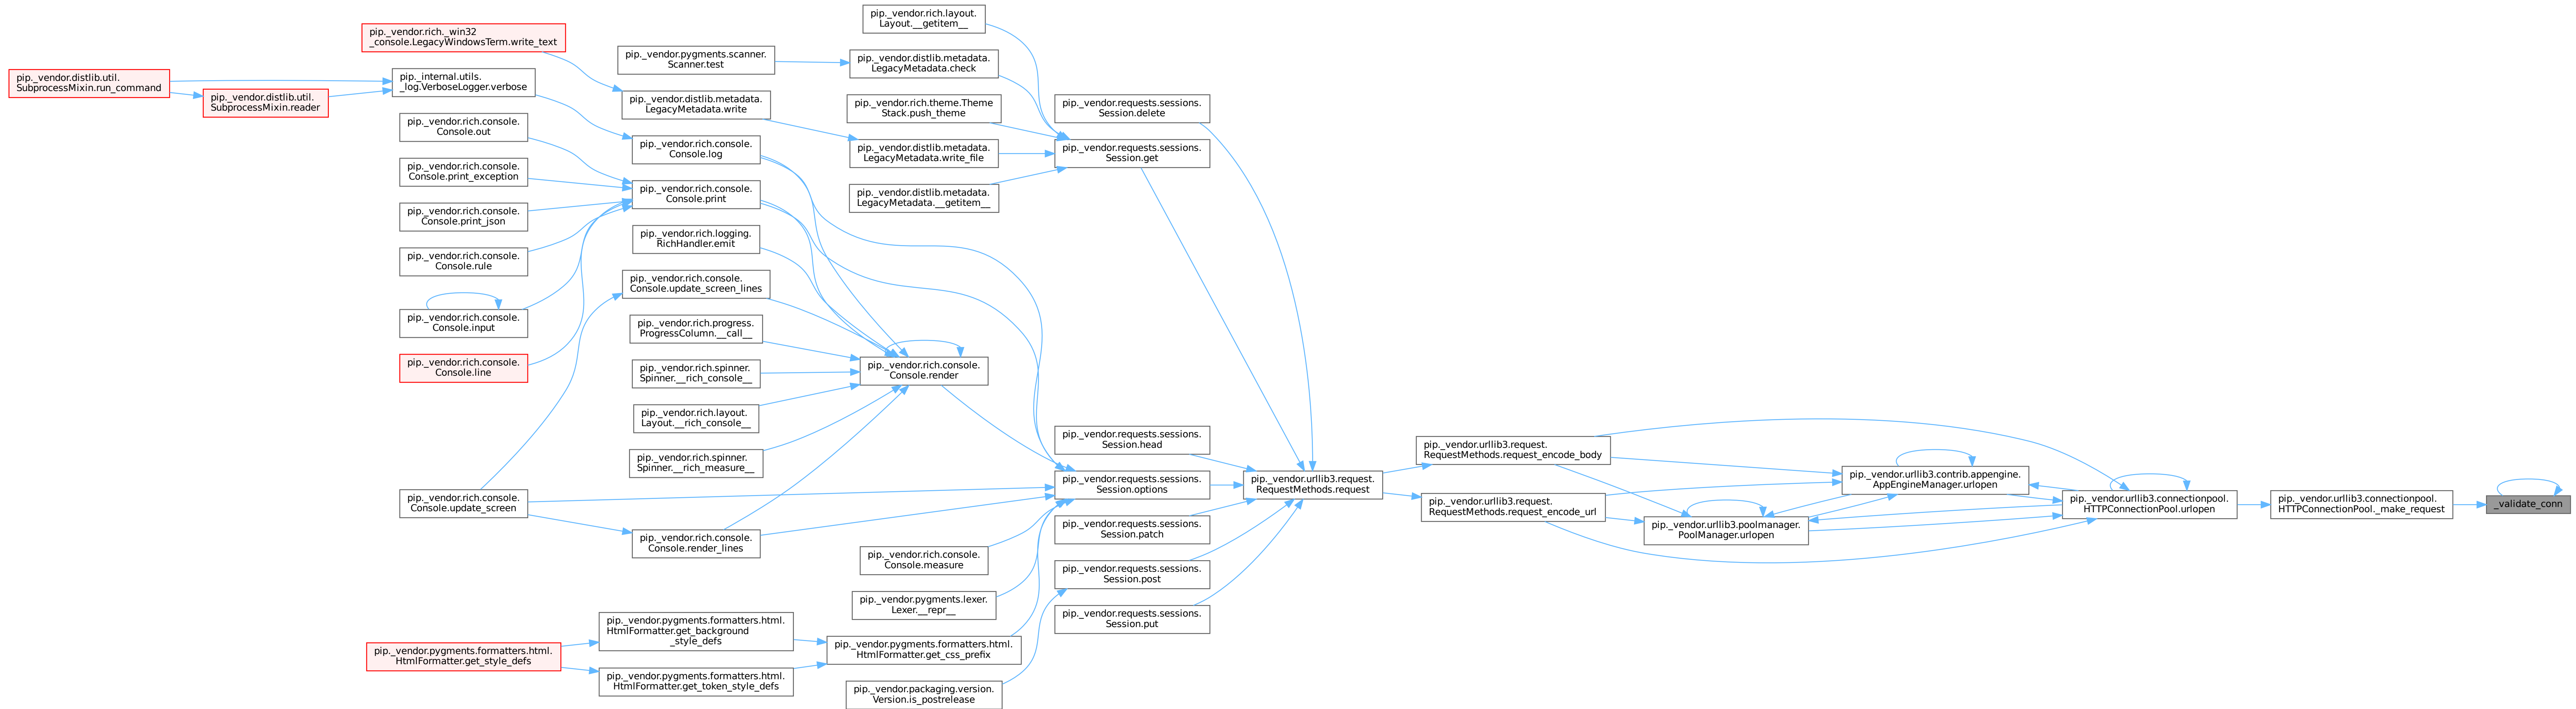 pip._vendor.rich.layout.
Layout.__getitem__
pip._vendor.rich._win32
_console.LegacyWindowsTerm.write_text
pip._vendor.pygments.scanner.
Scanner.test
pip._vendor.distlib.metadata.
LegacyMetadata.check
pip._vendor.distlib.util.
SubprocessMixin.run_command
pip._internal.utils.
_log.VerboseLogger.verbose
pip._vendor.distlib.util.
SubprocessMixin.reader
pip._vendor.distlib.metadata.
LegacyMetadata.write
pip._vendor.rich.theme.Theme
Stack.push_theme
pip._vendor.requests.sessions.
Session.delete
pip._vendor.rich.console.
Console.out
pip._vendor.rich.console.
Console.log
pip._vendor.distlib.metadata.
LegacyMetadata.write_file
pip._vendor.requests.sessions.
Session.get
pip._vendor.rich.console.
Console.print_exception
pip._vendor.rich.console.
Console.print
pip._vendor.distlib.metadata.
LegacyMetadata.__getitem__
pip._vendor.rich.console.
Console.print_json
pip._vendor.rich.logging.
RichHandler.emit
pip._vendor.rich.console.
Console.rule
pip._vendor.rich.console.
Console.update_screen_lines
pip._vendor.rich.console.
Console.input
pip._vendor.rich.progress.
ProgressColumn.__call__
pip._vendor.rich.console.
Console.line
pip._vendor.rich.spinner.
Spinner.__rich_console__
pip._vendor.rich.console.
Console.render
pip._vendor.rich.layout.
Layout.__rich_console__
pip._vendor.rich.spinner.
Spinner.__rich_measure__
pip._vendor.requests.sessions.
Session.head
pip._vendor.urllib3.request.
RequestMethods.request_encode_body
pip._vendor.rich.console.
Console.update_screen
pip._vendor.requests.sessions.
Session.options
pip._vendor.urllib3.request.
RequestMethods.request
pip._vendor.urllib3.request.
RequestMethods.request_encode_url
pip._vendor.urllib3.contrib.appengine.
AppEngineManager.urlopen
pip._vendor.urllib3.connectionpool.
HTTPConnectionPool.urlopen
pip._vendor.urllib3.connectionpool.
HTTPConnectionPool._make_request
_validate_conn
pip._vendor.rich.console.
Console.render_lines
pip._vendor.requests.sessions.
Session.patch
pip._vendor.urllib3.poolmanager.
PoolManager.urlopen
pip._vendor.rich.console.
Console.measure
pip._vendor.requests.sessions.
Session.post
pip._vendor.pygments.lexer.
Lexer.__repr__
pip._vendor.requests.sessions.
Session.put
pip._vendor.pygments.formatters.html.
HtmlFormatter.get_background
_style_defs
pip._vendor.pygments.formatters.html.
HtmlFormatter.get_style_defs
pip._vendor.pygments.formatters.html.
HtmlFormatter.get_css_prefix
pip._vendor.pygments.formatters.html.
HtmlFormatter.get_token_style_defs
pip._vendor.packaging.version.
Version.is_postrelease